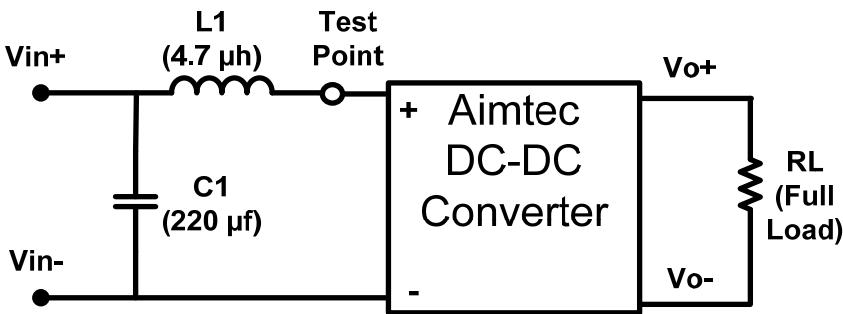 L1
(4.7 µh)
Test
Point
Vin+
Vo+
+
Aimtec
DC-DC
Converter
C1
(220 µf)
RL
(Full
Load)
Vin-
Vo-
-